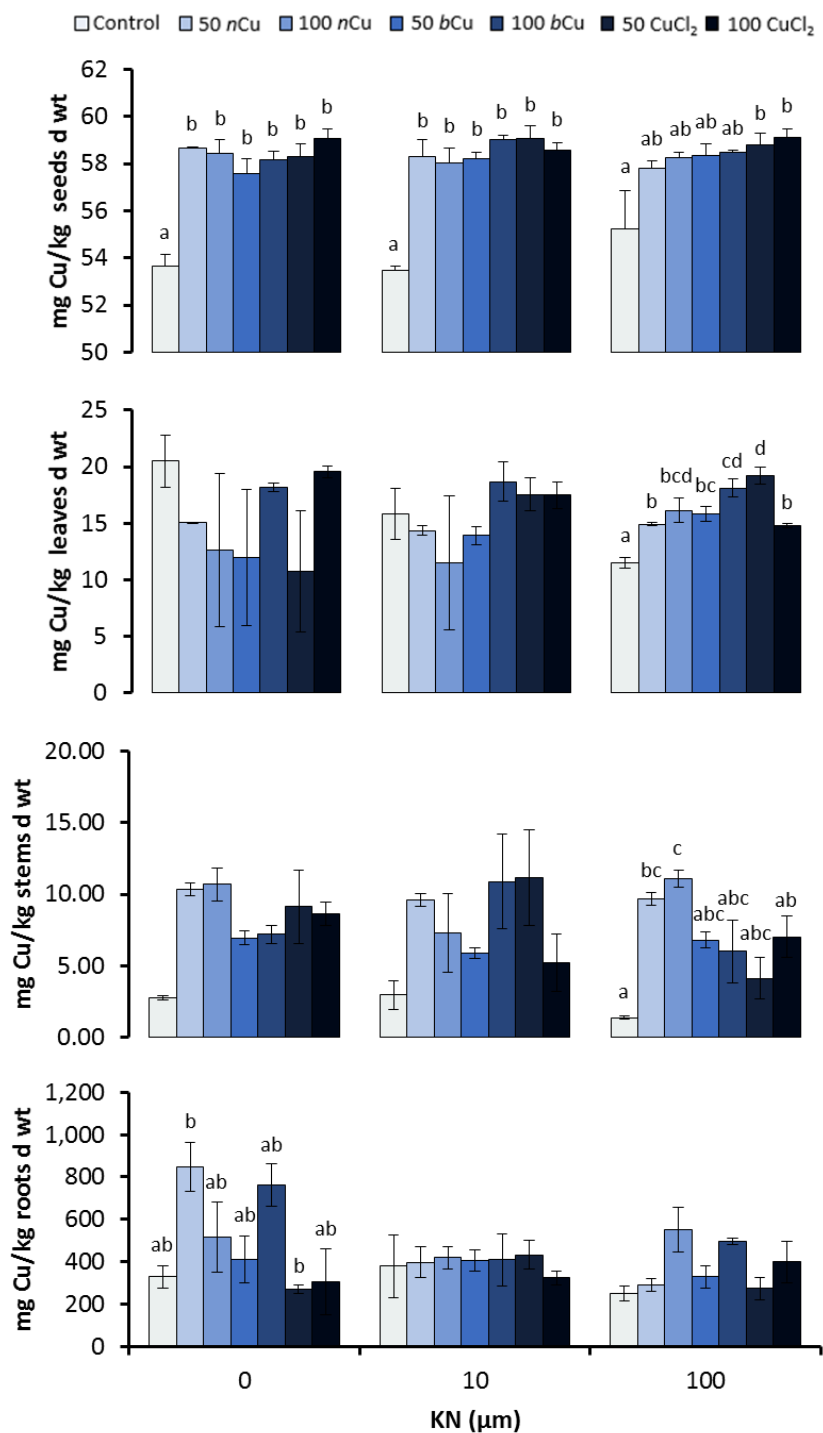 Control 50 nCu 100 nCu 50 bCu 100 bCu 50 CuCl₂ 100 CuCl₂
mg Cu/kg seeds d wt
62
60
58
56
54
52
50
a b b b b b b
a b b b b b b
a ab ab ab ab b b
mg Cu/kg leaves d wt
25
20
15
10
5
0
a b bcd bc cd d b
mg Cu/kg stems d wt
20.00
15.00
10.00
5.00
0.00
a bc c abc abc abc ab
mg Cu/kg roots d wt
1,200
1,000
800
600
400
200
0
ab b ab ab ab b ab
0 10 100
KN (µm)